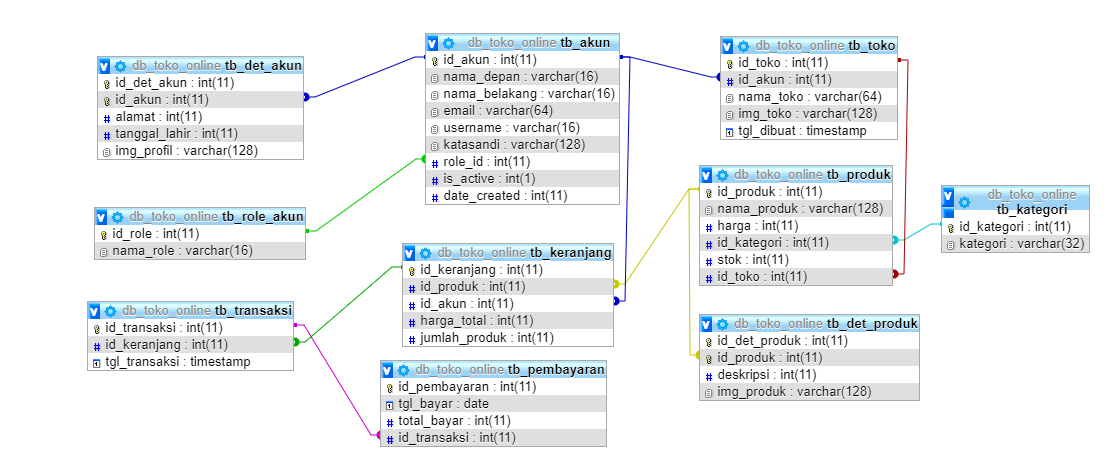 db_toko_online tb_det_akun
id_det_akun : int(11)
id_akun : int(11)
alamat : int(11)
tanggal_lahir : int(11)
img_profil : varchar(128)
db_toko_online tb_role_akun
id_role : int(11)
nama_role : varchar(16)
db_toko_online tb_transaksi
id_transaksi : int(11)
id_keranjang : int(11)
tgl_transaksi : timestamp
db_toko_online tb_akun
id_akun : int(11)
nama_depan : varchar(16)
nama_belakang : varchar(16)
email : varchar(64)
username : varchar(16)
katasandi : varchar(128)
role_id : int(11)
is_active : int(1)
date_created : int(11)
db_toko_online tb_keranjang
id_keranjang : int(11)
id_produk : int(11)
id_akun : int(11)
harga_total : int(11)
jumlah_produk : int(11)
db_toko_online tb_pembayaran
id_pembayaran : int(11)
tgl_bayar : date
total_bayar : int(11)
id_transaksi : int(11)
db_toko_online tb_toko
id_toko : int(11)
id_akun : int(11)
nama_toko : varchar(64)
img_toko : varchar(128)
tgl_dibuat : timestamp
db_toko_online tb_produk
id_produk : int(11)
nama_produk : varchar(128)
harga : int(11)
id_kategori : int(11)
stok : int(11)
id_toko : int(11)
db_toko_online tb_det_produk
id_det_produk : int(11)
id_produk : int(11)
deskripsi : int(11)
img_produk : varchar(128)
db_toko_online
tb_kategori
id_kategori : int(11)
kategori : varchar(32)